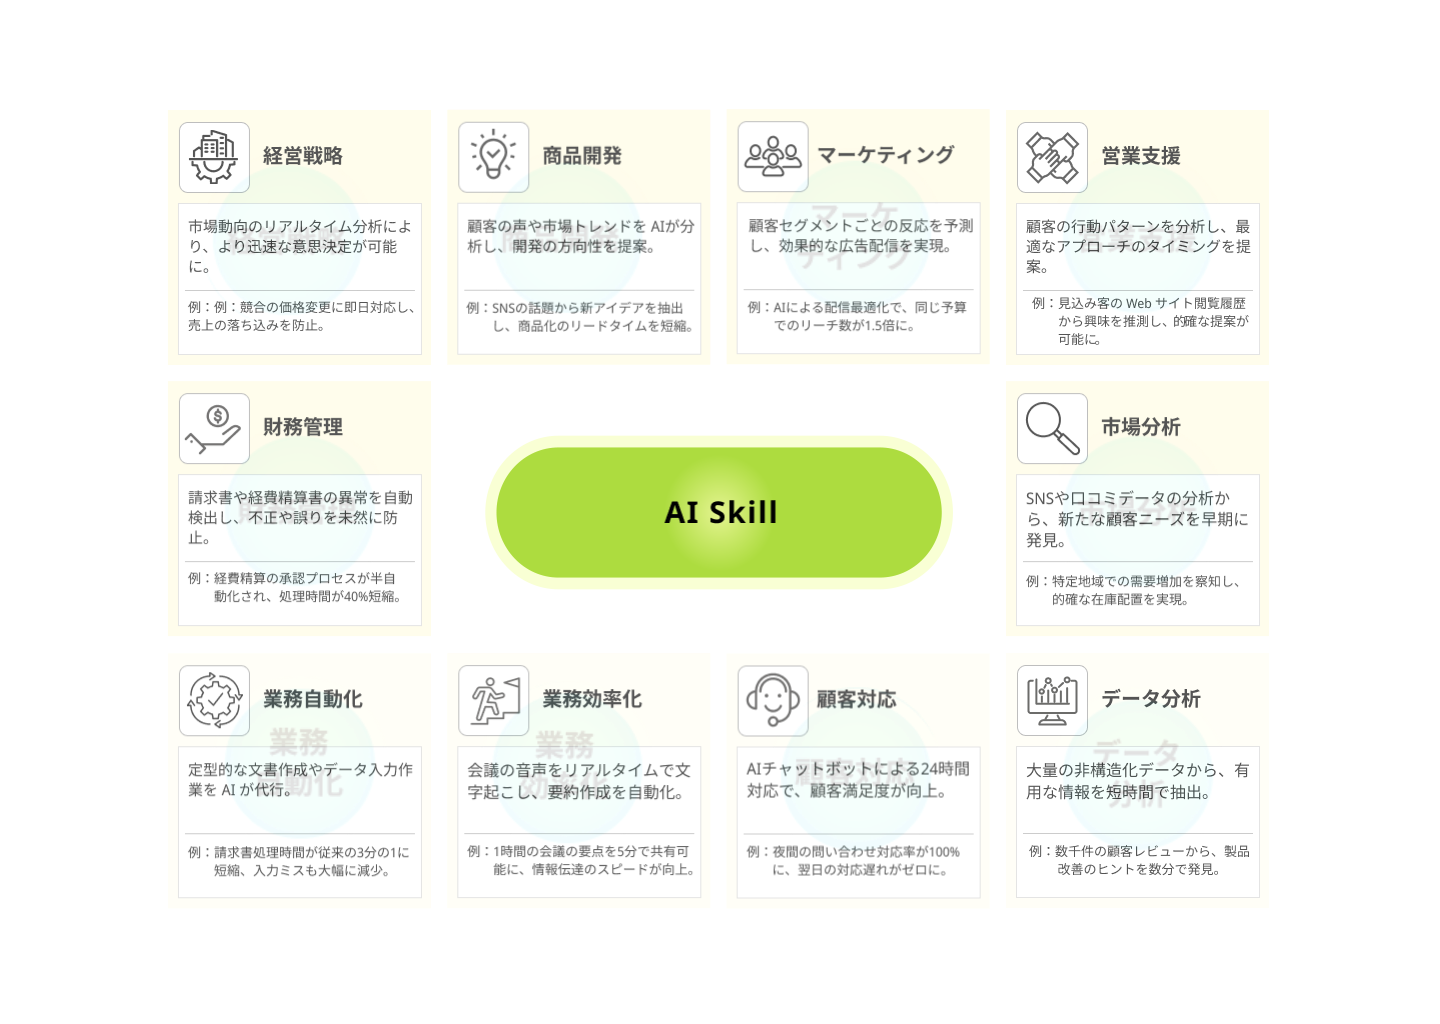 経営戦略
市場動向のリアルタイム分析によ
り、より迅速な意思決定が可能
に。
例：例：競合の価格変更に即日対応し、
売上の落ち込みを防止。
商品開発
顧客の声や市場トレンドを AIが分
析し、開発の方向性を提案。
例：SNSの話題から新アイデアを抽出
し、商品化のリードタイムを短縮。
マーケティング
マーケ
ティング
顧客セグメントごとの反応を予測
し、効果的な広告配信を実現。
例：AIによる配信最適化で、同じ予算
でのリーチ数が1.5倍に。
営業支援
顧客の行動パターンを分析し、最
適なアプローチのタイミングを提
案。
例：見込み客の Web サイト閲覧履歴
から興味を推測し、的確な提案が
可能に。
財務管理
請求書や経費精算書の異常を自動
検出し、不正や誤りを未然に防
止。
例：経費精算の承認プロセスが半自
動化され、処理時間が40%短縮。
AI Skill
市場分析
SNSや口コミデータの分析か
ら、新たな顧客ニーズを早期に
発見。
例：特定地域での需要増加を察知し、
的確な在庫配置を実現。
業務自動化
業務
自動化
定型的な文書作成やデータ入力作
業を AI が代行。
例：請求書処理時間が従来の3分の1に
短縮、入力ミスも大幅に減少。
業務効率化
業務
効率化
会議の音声をリアルタイムで文
字起こし、要約作成を自動化。
例：1時間の会議の要点を5分で共有可
能に、情報伝達のスピードが向上。
顧客対応
顧客対応
AIチャットボットによる24時間
対応で、顧客満足度が向上。
例：夜間の問い合わせ対応率が100%
に、翌日の対応遅れがゼロに。
データ分析
データ
分析
大量の非構造化データから、有
用な情報を短時間で抽出。
例：数千件の顧客レビューから、製品
改善のヒントを数分で発見。